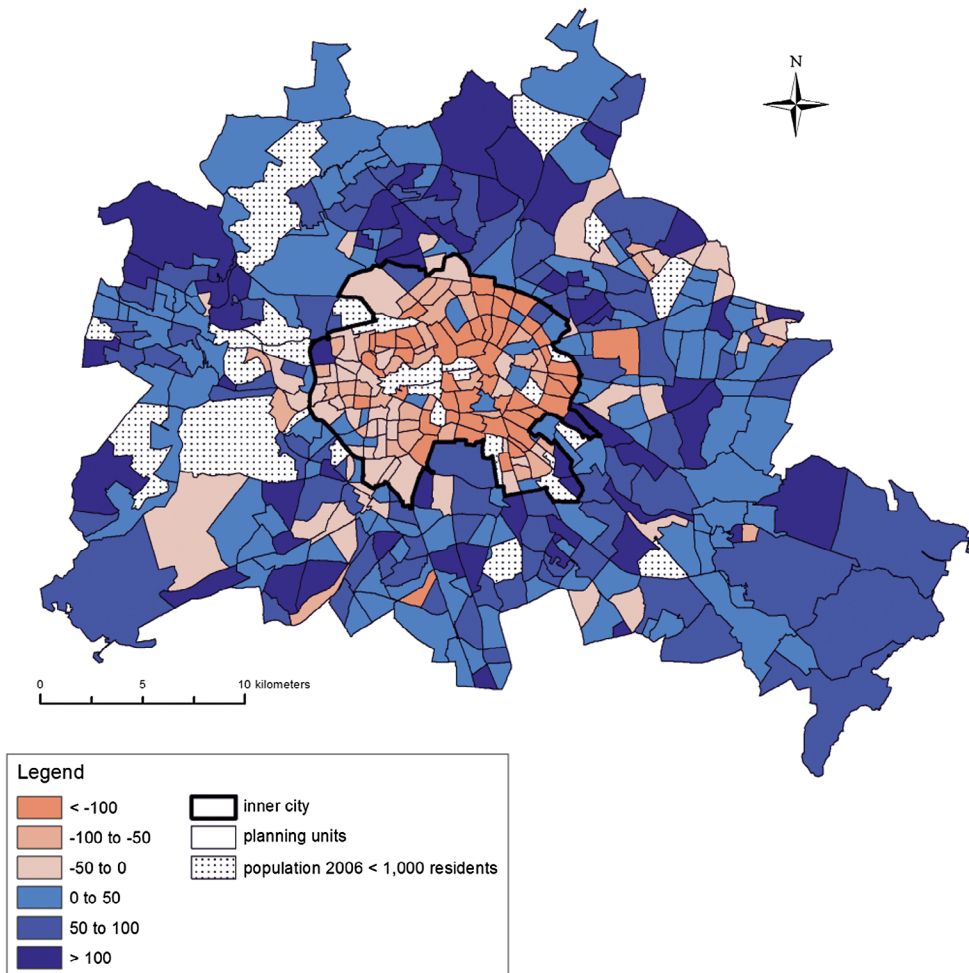 N
0 5 10 kilometers
Legend
< -100
-100 to -50
-50 to 0
0 to 50
50 to 100
> 100
inner city
planning units
population 2006 < 1,000 residents